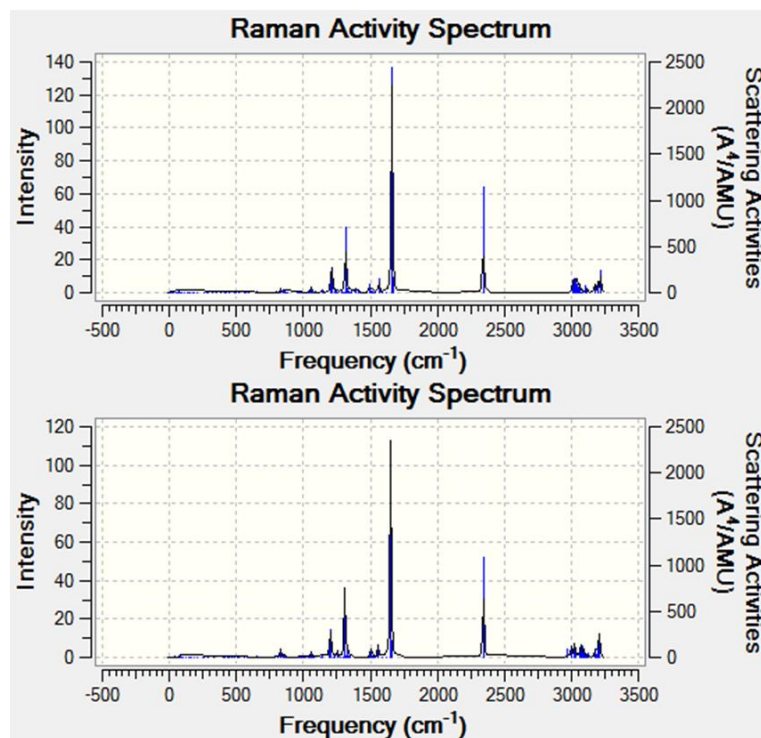 Raman Activity Spectrum
140
120
100
80
60
40
20
0
Intensity
2500
2000
1500
1000
500
0
Scattering Activities
(A⁴/AMU)
-500 0 500 1000 1500 2000 2500 3000 3500
Frequency (cm⁻¹)
Raman Activity Spectrum
120
100
80
60
40
20
0
Intensity
2500
2000
1500
1000
500
0
Scattering Activities
(A⁴/AMU)
-500 0 500 1000 1500 2000 2500 3000 3500
Frequency (cm⁻¹)